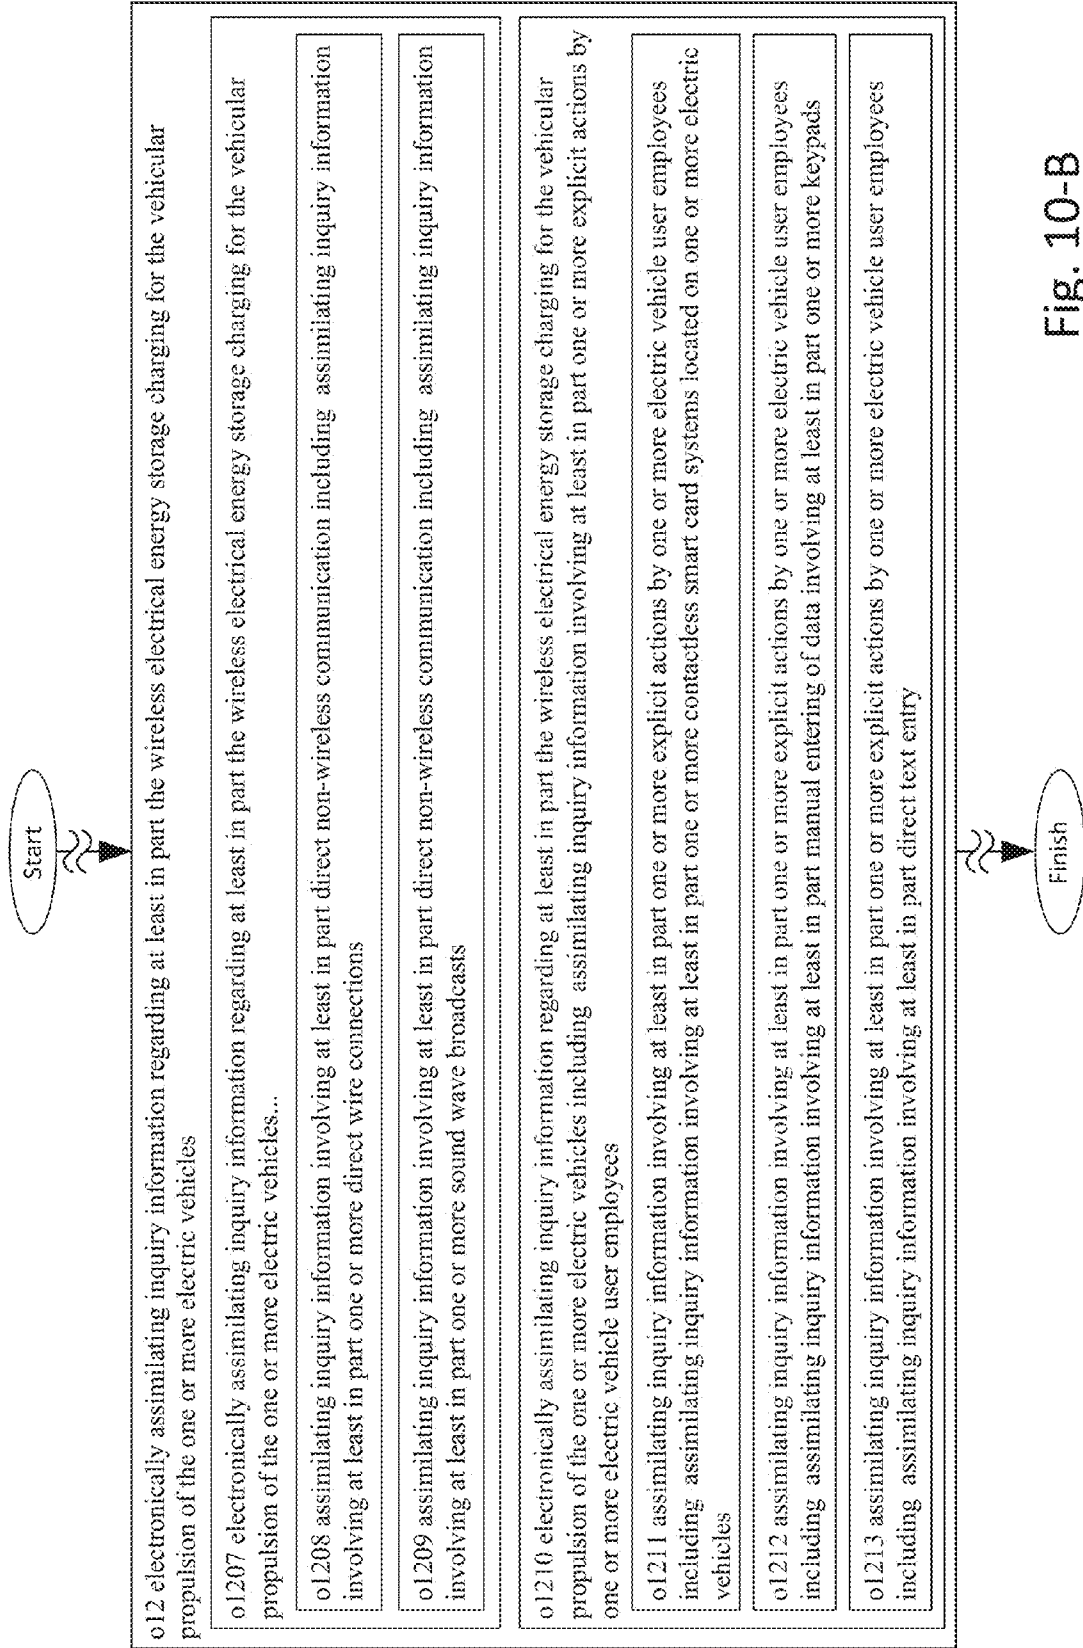 Start
o12 electronically assimilating inquiry information regarding at least in part the wireless electrical energy storage charging for the vehicular
propulsion of the one or more electric vehicles
o1207 electronically assimilating inquiry information regarding at least in part the wireless electrical energy storage charging for the vehicular
propulsion of the one or more electric vehicles...
o1208 assimilating inquiry information involving at least in part direct non-wireless communication including assimilating inquiry information
involving at least in part one or more direct wire connections
o1209 assimilating inquiry information involving at least in part direct non-wireless communication including assimilating inquiry information
involving at least in part one or more sound wave broadcasts
o1210 electronically assimilating inquiry information regarding at least in part the wireless electrical energy storage charging for the vehicular
propulsion of the one or more electric vehicles including assimilating inquiry information involving at least in part one or more explicit actions by
one or more electric vehicle user employees
o1211 assimilating inquiry information involving at least in part one or more explicit actions by one or more electric vehicle user employees
including assimilating inquiry information involving at least in part one or more contactless smart card systems located on one or more electric
vehicles
o1212 assimilating inquiry information involving at least in part one or more explicit actions by one or more electric vehicle user employees
including assimilating inquiry information involving at least in part manual entering of data involving at least in part one or more keypads
o1213 assimilating inquiry information involving at least in part one or more explicit actions by one or more electric vehicle user employees
including assimilating inquiry information involving at least in part direct text entry
Finish
Fig. 10-B